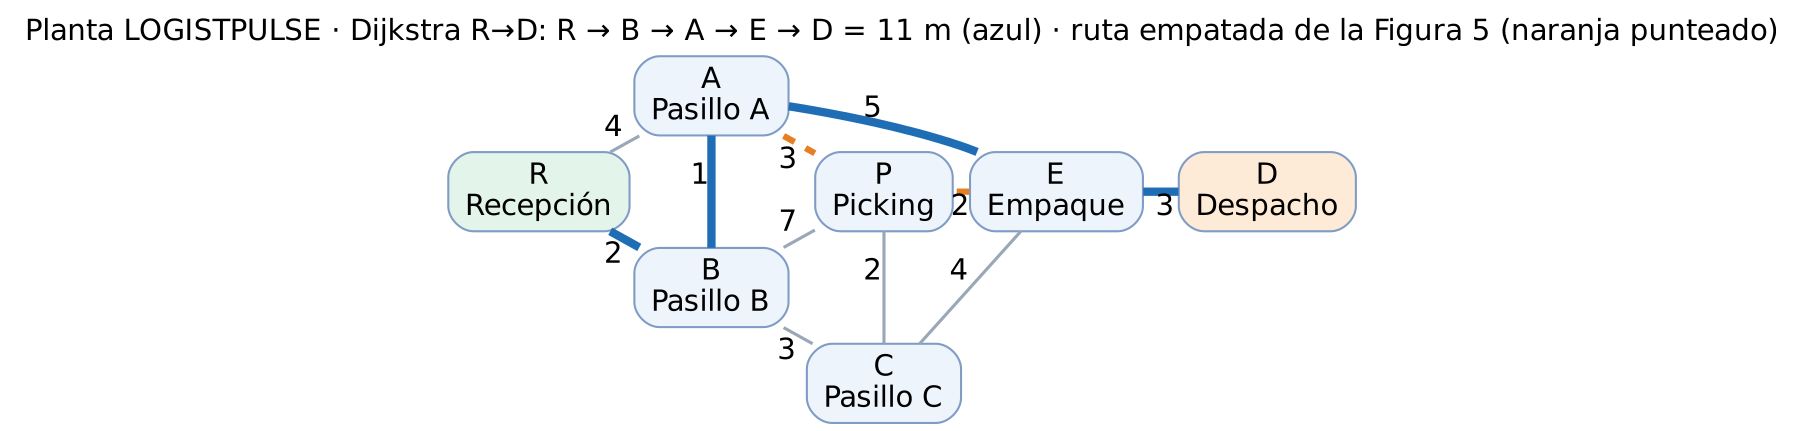 Planta LOGISTPULSE · Dijkstra R→D: R → B → A → E → D = 11 m (azul) · ruta empatada de la Figura 5 (naranja punteado)
A
Pasillo A
5
4
3
R
Recepción
1
P
Picking
2
E
Empaque
3
D
Despacho
2
7
B
Pasillo B
2
4
3
C
Pasillo C